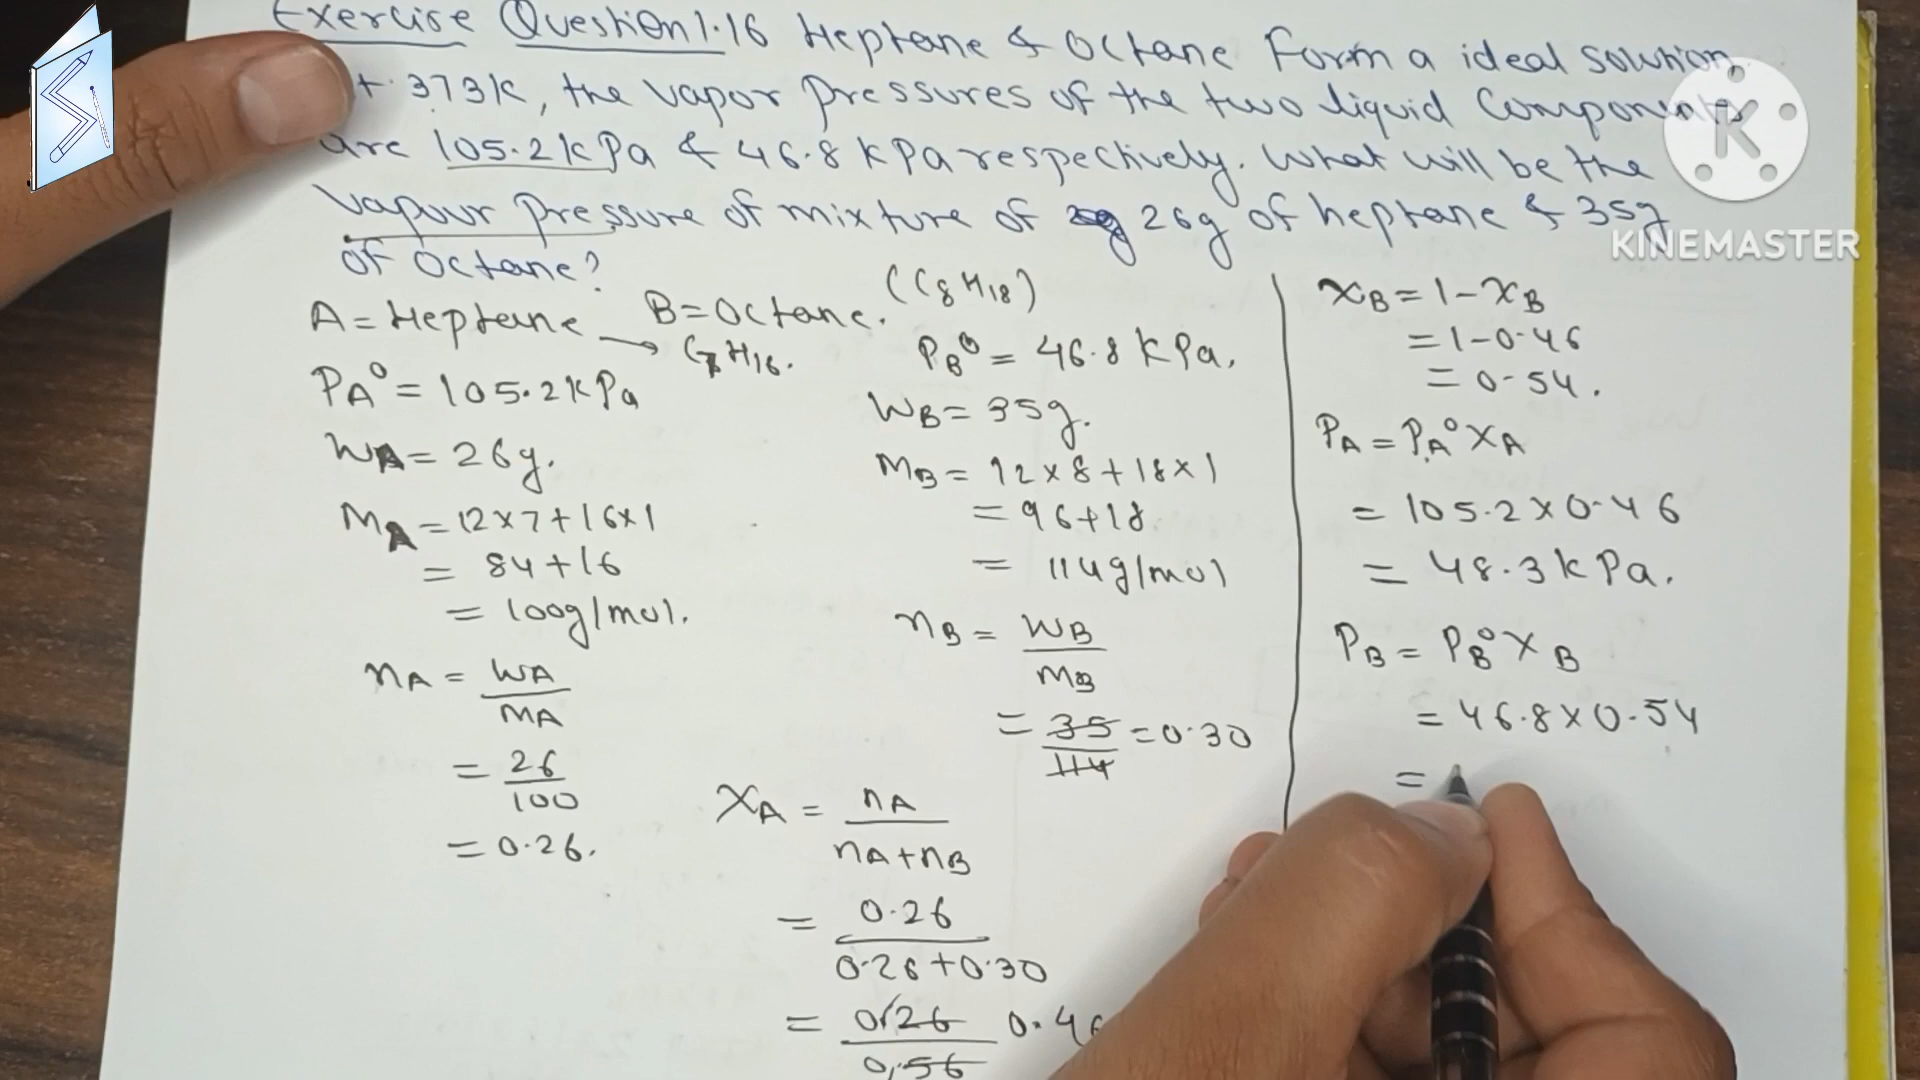 Exercise Question 1.16 Heptane & Octane Form a ideal solution.
at 373K, the vapor pressures of the two liquid Components
are 105.2kPa & 46.8 kPa respectively. What will be the
vapour pressure of mixture of 26g of heptane & 35g
of Octane?
A = Heptane → C7H16.
PA° = 105.2kPa
WA = 26g.
MA = 12×7+16×1
= 84+16
= 100g/mol.
nA = WA
MA
= 26
100
= 0.26.
B = Octane. (C8H18)
PB° = 46.8 kPa.
WB = 35g.
MB = 12×8+18×1
= 96+18
= 114g/mol
nB = WB
MB
= 35 = 0.30
114
XA = nA
nA+nB
= 0.26
0.26+0.30
= 0.26 0.46
0.56
XB = 1-XB
= 1-0.46
= 0.54.
PA = PA° XA
= 105.2×0.46
= 48.3kPa.
PB = PB° XB
= 46.8×0.54
=
K
KINEMASTER